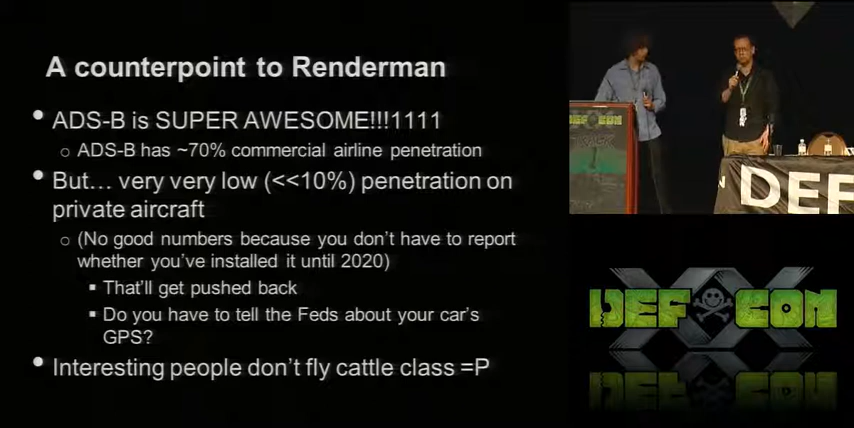 A counterpoint to Renderman
• ADS-B is SUPER AWESOME!!!1111
○ ADS-B has ~70% commercial airline penetration
• But… very very low (<<10%) penetration on
private aircraft
○ (No good numbers because you don't have to report
whether you've installed it until 2020)
▪ That'll get pushed back
▪ Do you have to tell the Feds about your car's
GPS?
• Interesting people don't fly cattle class =P
DEF CON
N DEF
DEF CON